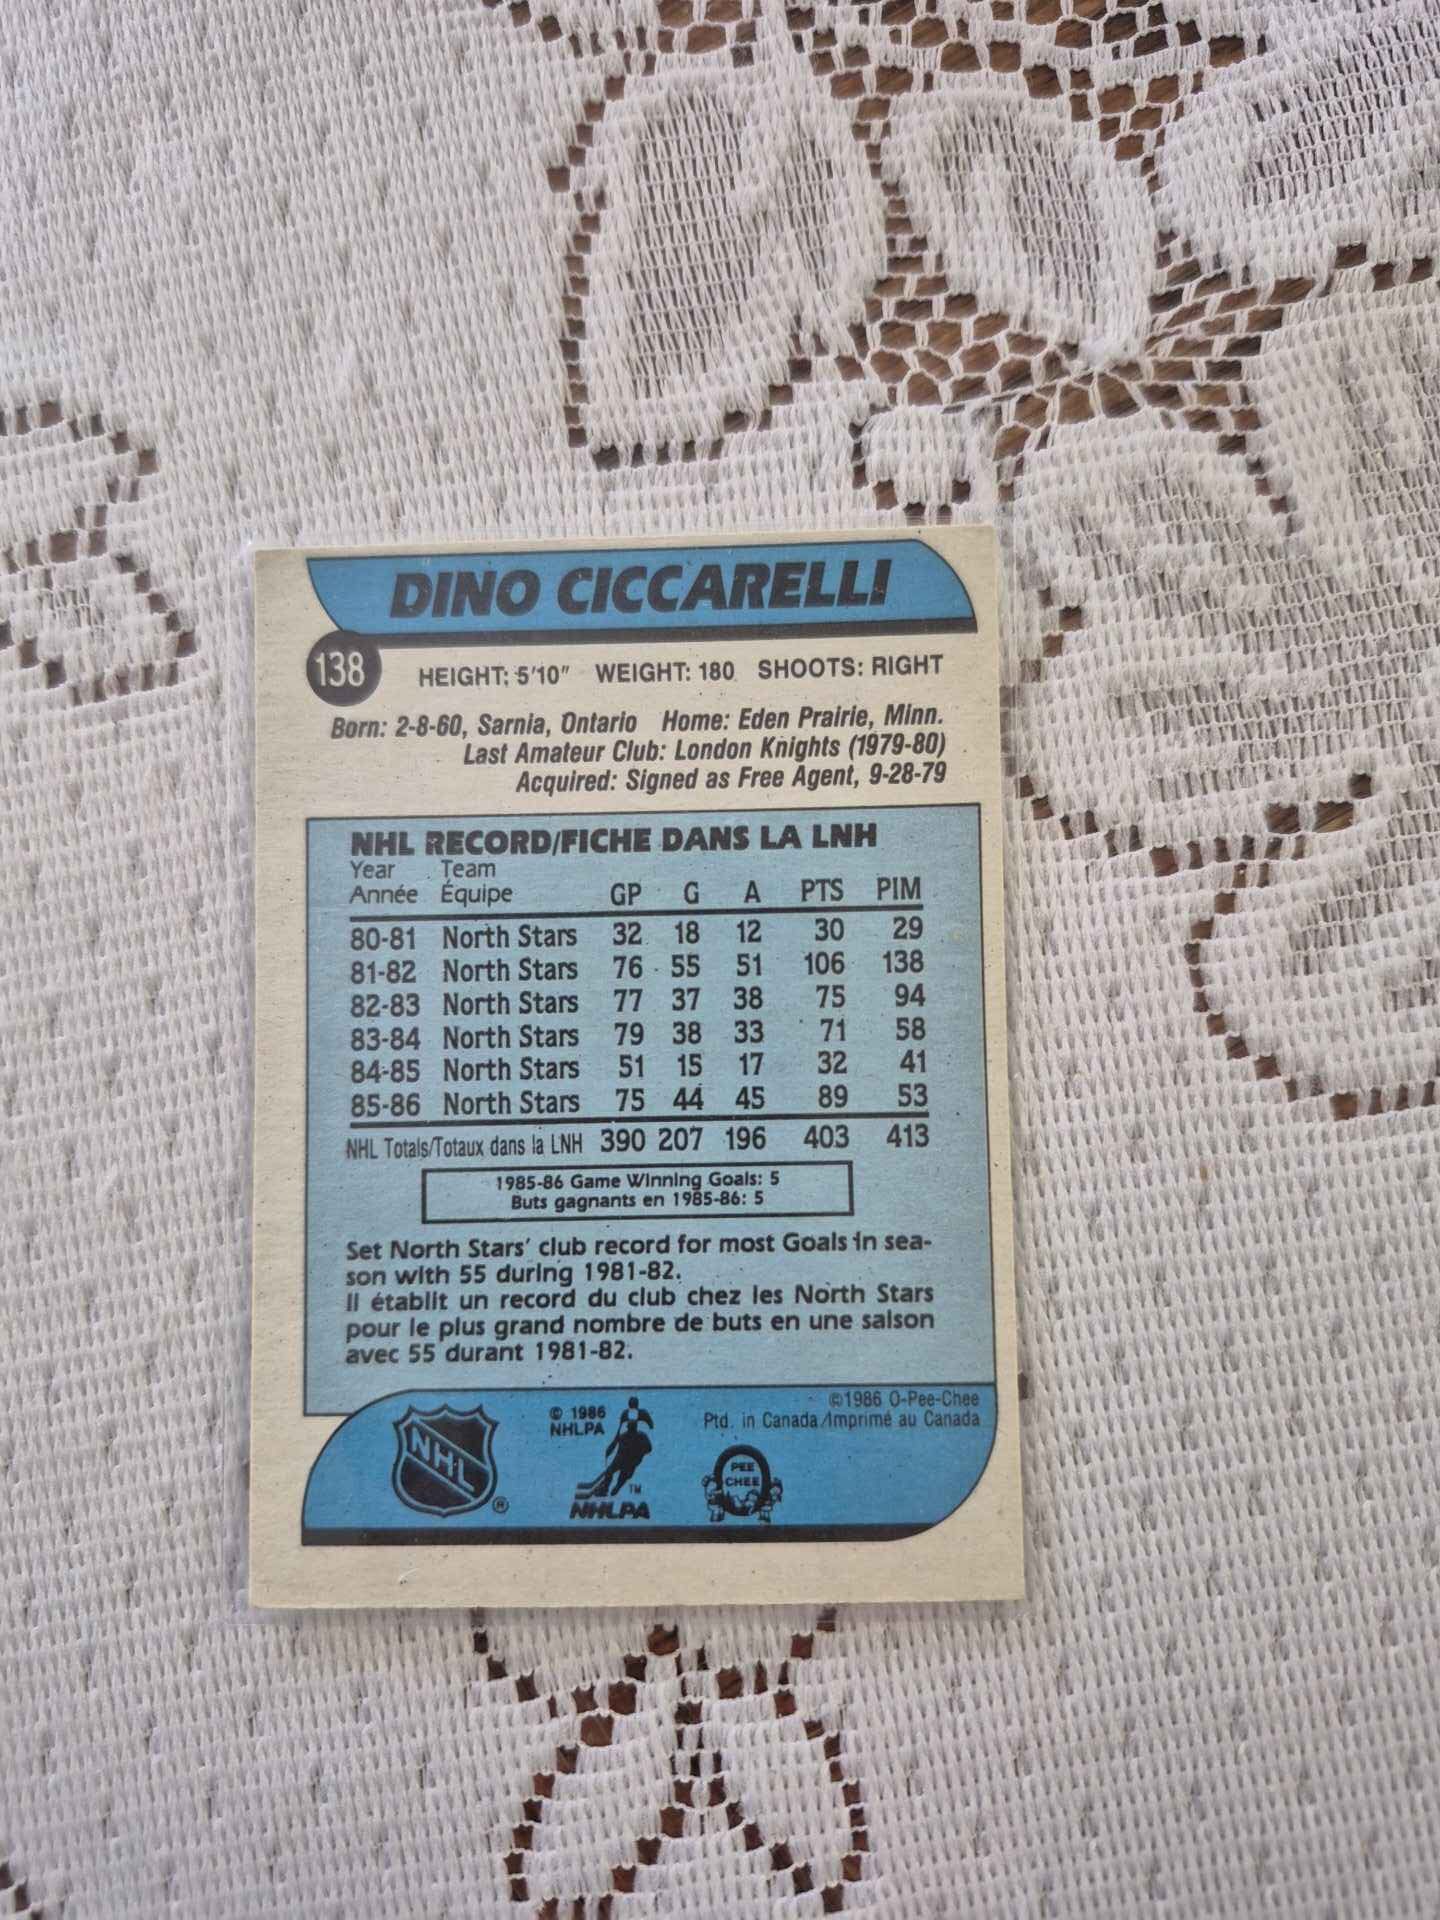 DINO CICCARELLI
138
HEIGHT: 5'10" WEIGHT: 180 SHOOTS: RIGHT
Born: 2-8-60, Sarnia, Ontario Home: Eden Prairie, Minn.
Last Amateur Club: London Knights (1979-80)
Acquired: Signed as Free Agent, 9-28-79
NHL RECORD/FICHE DANS LA LNH
Year Team
Année Équipe GP G A PTS PIM
80-81 North Stars 32 18 12 30 29
81-82 North Stars 76 55 51 106 138
82-83 North Stars 77 37 38 75 94
83-84 North Stars 79 38 33 71 58
84-85 North Stars 51 15 17 32 41
85-86 North Stars 75 44 45 89 53
NHL Totals/Totaux dans la LNH 390 207 196 403 413
1985-86 Game Winning Goals: 5
Buts gagnants en 1985-86: 5
Set North Stars' club record for most Goals in sea-
son with 55 during 1981-82.
Il établit un record du club chez les North Stars
pour le plus grand nombre de buts en une saison
avec 55 durant 1981-82.
©1986 O-Pee-Chee
Ptd. in Canada/Imprimé au Canada
© 1986
NHLPA
NHL
®
TM
NHLPA
PEE
CHEE